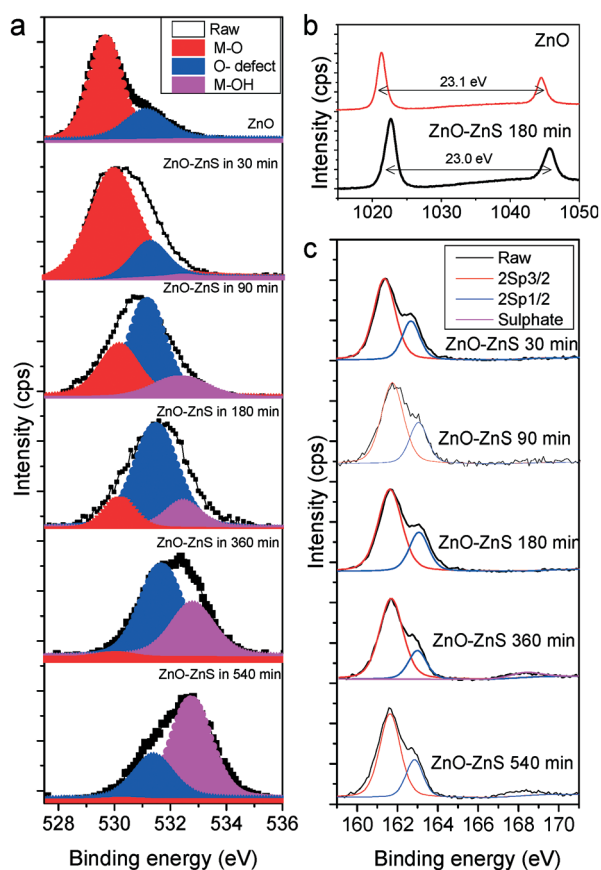 a
Raw
M-O
O- defect
M-OH
ZnO
ZnO-ZnS in 30 min
ZnO-ZnS in 90 min
ZnO-ZnS in 180 min
ZnO-ZnS in 360 min
ZnO-ZnS in 540 min
Intensity (cps)
528 530 532 534 536
Binding energy (eV)
b
ZnO
23.1 eV
ZnO-ZnS 180 min
23.0 eV
Intensity (cps)
1020 1030 1040 1050
c
Raw
2Sp3/2
2Sp1/2
Sulphate
ZnO-ZnS 30 min
ZnO-ZnS 90 min
ZnO-ZnS 180 min
ZnO-ZnS 360 min
ZnO-ZnS 540 min
Intensity (cps)
160 162 164 166 168 170
Binding energy (eV)